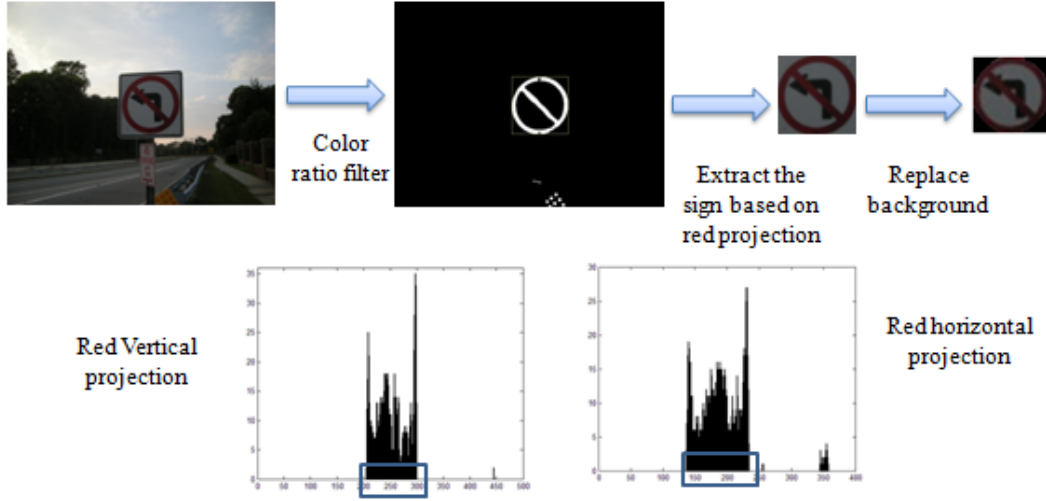 Color
ratio filter
Extract the
sign based on
red projection
Replace
background
Red Vertical
projection
35
30
25
20
15
10
5
0
0 50 100 150 200 250 300 350 400 450 500
30
25
20
15
10
5
0
0 50 100 150 200 250 300 350 400
Red horizontal
projection